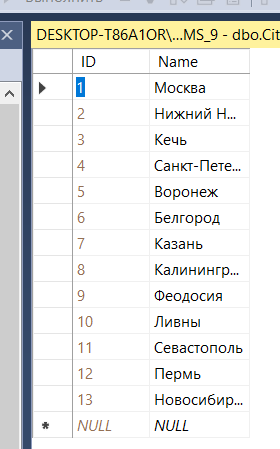 DESKTOP-T86A1OR\...MS_9 - dbo.Cit
ID Name
1 Москва
2 Нижний Н...
3 Кечь
4 Санкт-Пете...
5 Воронеж
6 Белгород
7 Казань
8 Калинингр...
9 Феодосия
10 Ливны
11 Севастополь
12 Пермь
13 Новосибир...
NULL NULL